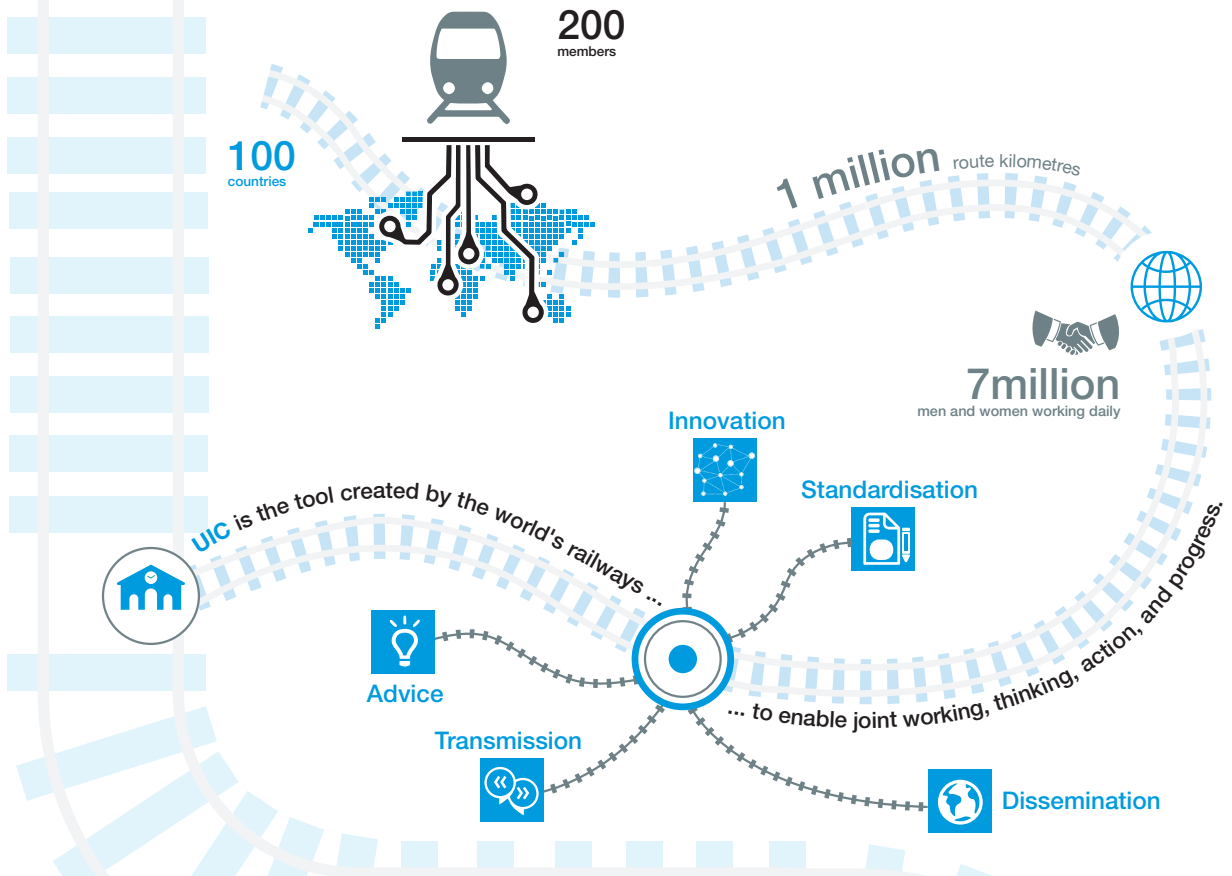 200
members
100
countries
1 million route kilometres
7million
men and women working daily
Innovation
Standardisation
UIC is the tool created by the world's railways ...
Advice
... to enable joint working, thinking, action, and progress.
Transmission
Dissemination